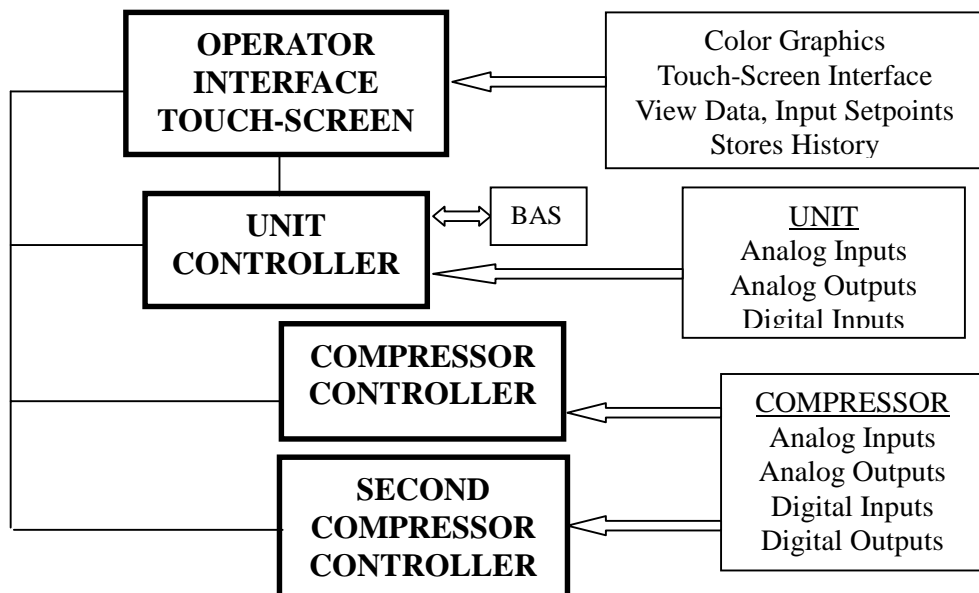 OPERATOR
INTERFACE
TOUCH-SCREEN
Color Graphics
Touch-Screen Interface
View Data, Input Setpoints
Stores History
UNIT
CONTROLLER
BAS
UNIT
Analog Inputs
Analog Outputs
Digital Inputs
COMPRESSOR
CONTROLLER
COMPRESSOR
Analog Inputs
Analog Outputs
Digital Inputs
Digital Outputs
SECOND
COMPRESSOR
CONTROLLER